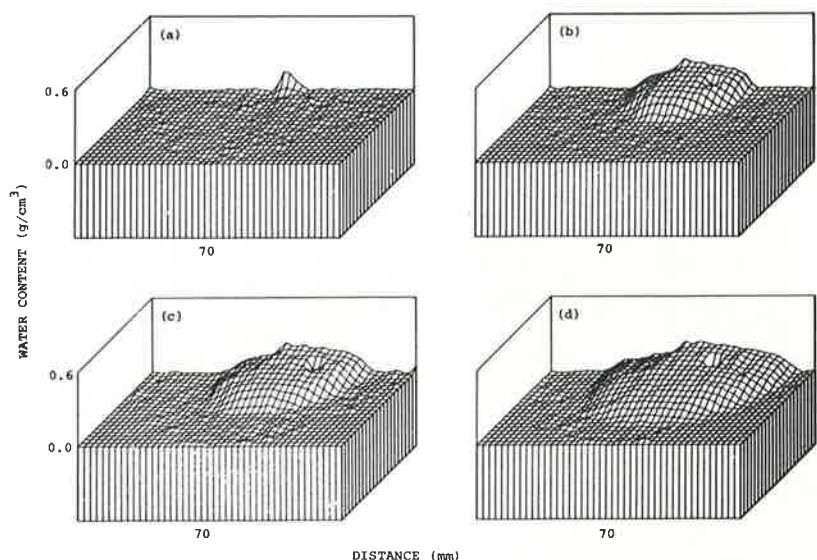 (a)
(b)
0.6
0.0
70
70
WATER CONTENT (g/cm³)
(c)
(d)
0.6
0.0
70
70
DISTANCE (mm)